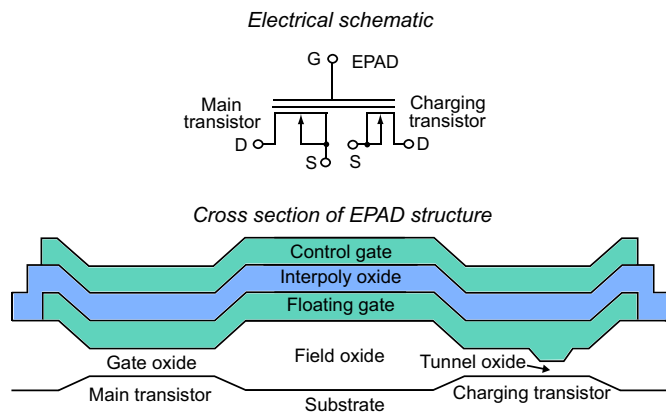 Electrical schematic
G
EPAD
Main
transistor
Charging
transistor
D
S
S
D
Cross section of EPAD structure
Control gate
Interpoly oxide
Floating gate
Gate oxide
Field oxide
Tunnel oxide
Main transistor
Substrate
Charging transistor